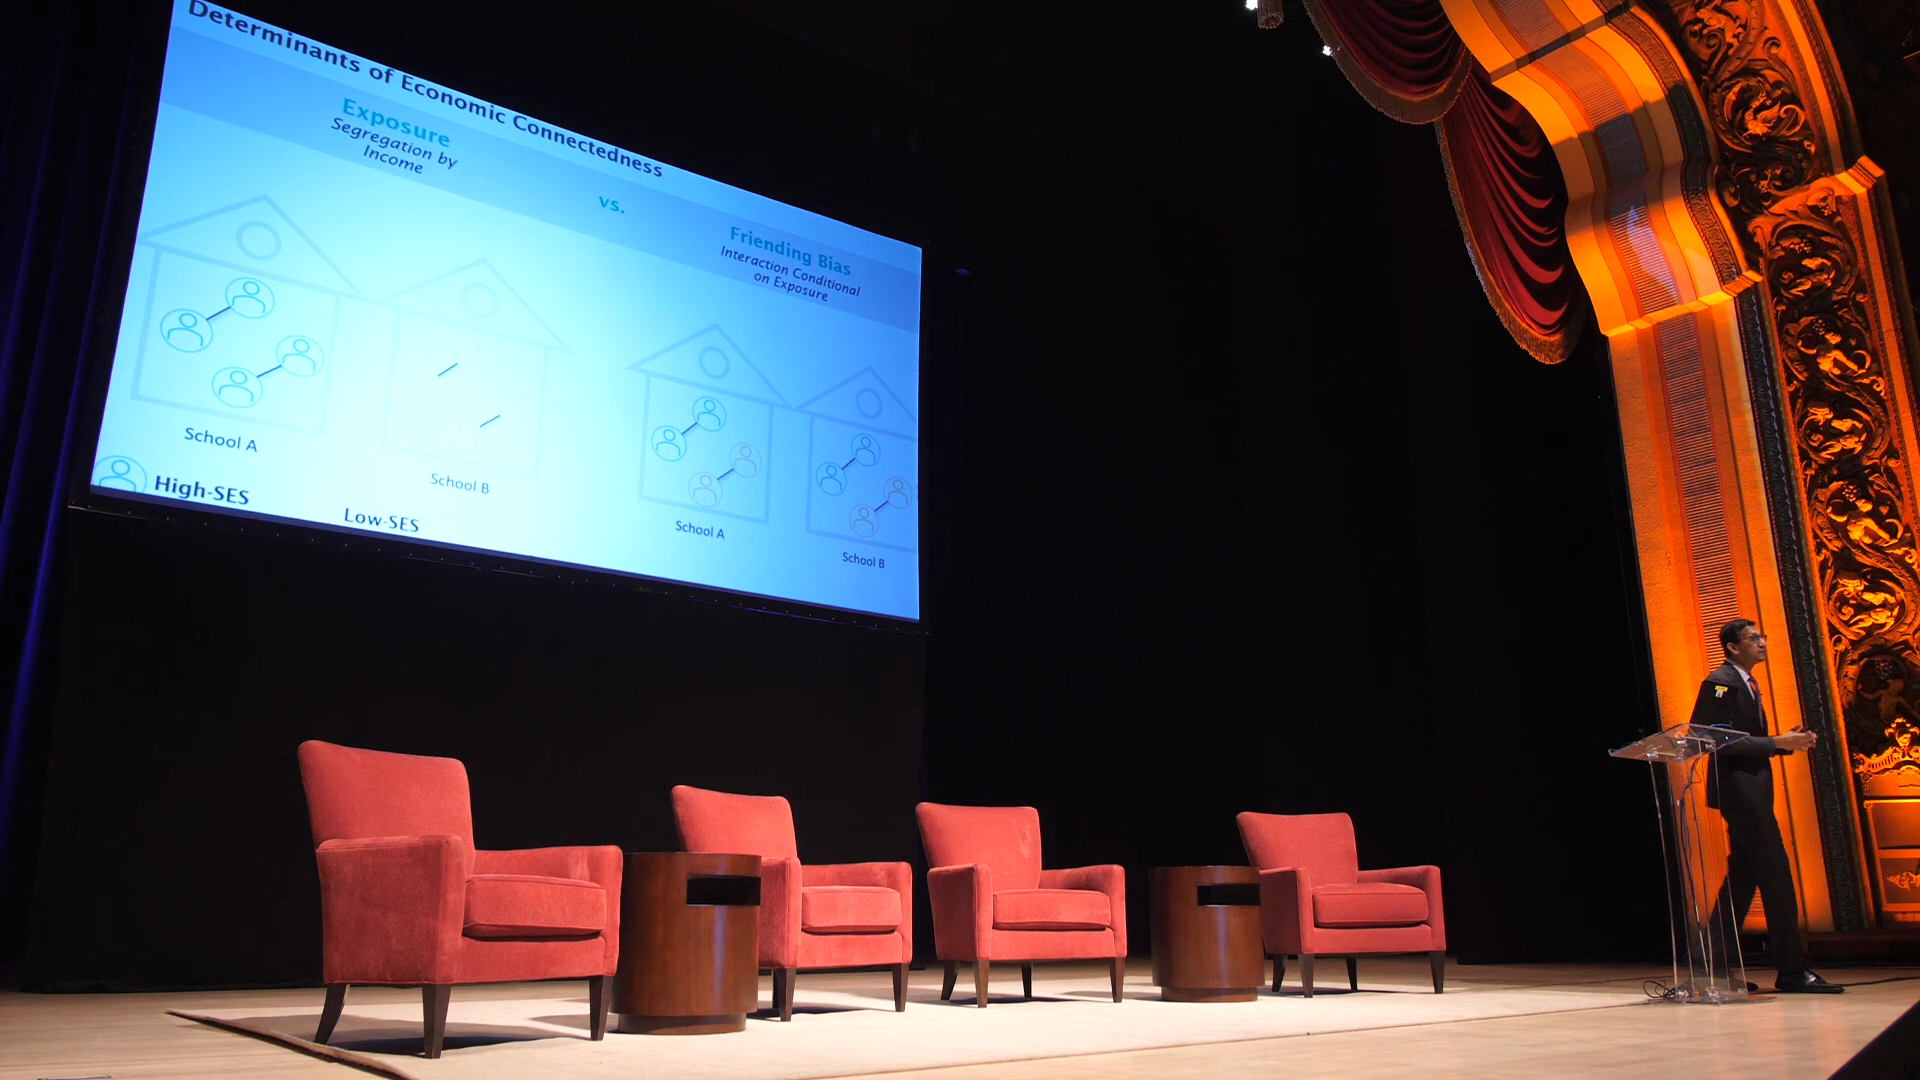 Determinants of Economic Connectedness
Exposure
Segregation by
Income
vs.
Friending Bias
Interaction Conditional
on Exposure
School A
School B
School A
School B
High-SES
Low-SES